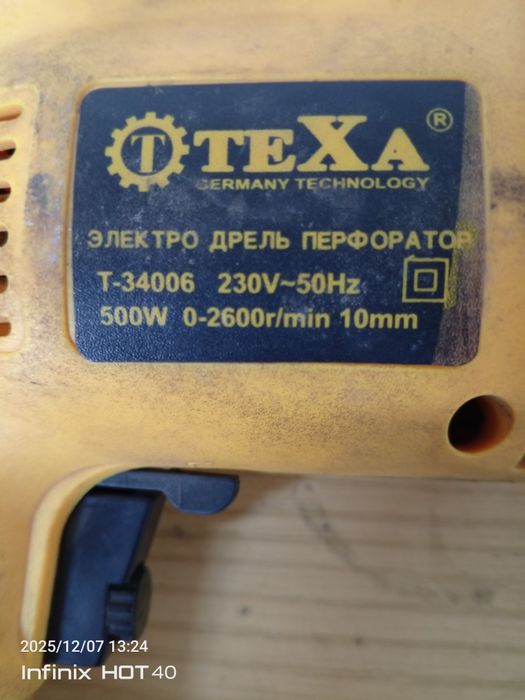 T TEXA ®
GERMANY TECHNOLOGY
ЭЛЕКТРО ДРЕЛЬ ПЕРФОРАТОР
T-34006 230V~50Hz
500W 0-2600r/min 10mm
2025/12/07 13:24
Infinix HOT 40